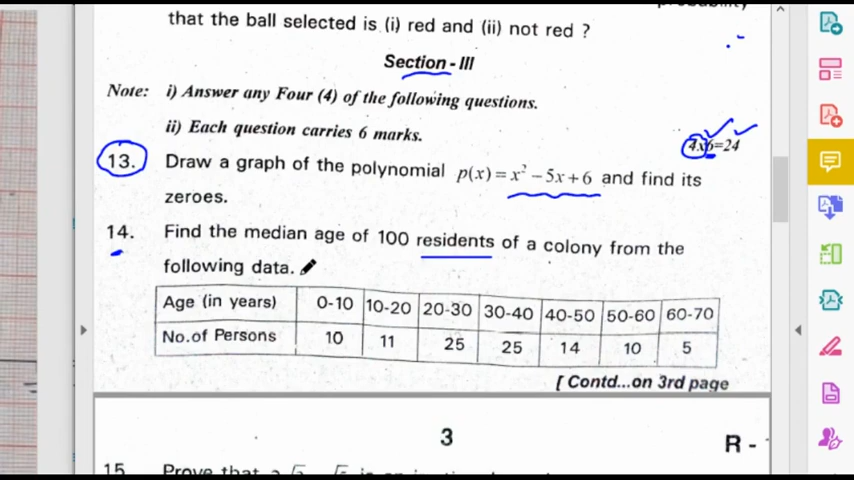 that the ball selected is (i) red and (ii) not red ?
Section - III
Note: i) Answer any Four (4) of the following questions.
ii) Each question carries 6 marks.
4x6=24
13. Draw a graph of the polynomial p(x) = x² − 5x + 6 and find its
zeroes.
14. Find the median age of 100 residents of a colony from the
following data.
Age (in years) 0-10 10-20 20-30 30-40 40-50 50-60 60-70
No.of Persons 10 11 25 25 14 10 5
[ Contd...on 3rd page
3
R -
15 Prove that